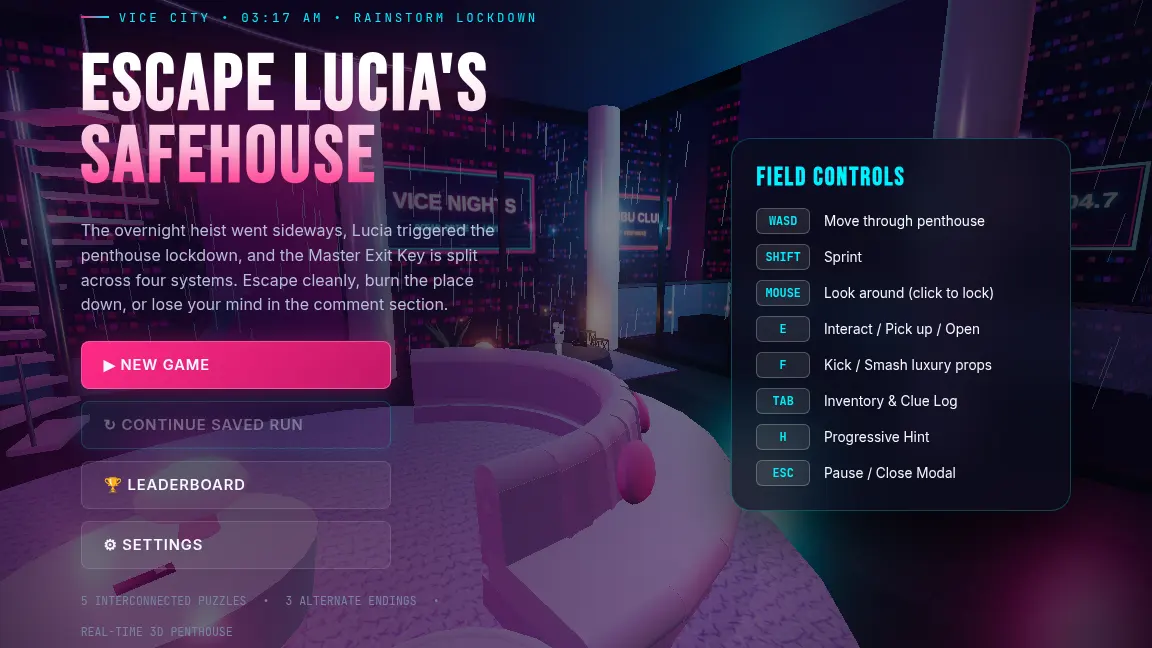 VICE CITY • 03:17 AM • RAINSTORM LOCKDOWN
ESCAPE LUCIA'S
SAFEHOUSE
The overnight heist went sideways, Lucia triggered the
penthouse lockdown, and the Master Exit Key is split
across four systems. Escape cleanly, burn the place
down, or lose your mind in the comment section.
▶ NEW GAME
↻ CONTINUE SAVED RUN
🏆 LEADERBOARD
⚙ SETTINGS
5 INTERCONNECTED PUZZLES • 3 ALTERNATE ENDINGS •
REAL-TIME 3D PENTHOUSE
VICE NIGHTS
FIELD CONTROLS
WASD Move through penthouse
SHIFT Sprint
MOUSE Look around (click to lock)
E Interact / Pick up / Open
F Kick / Smash luxury props
TAB Inventory & Clue Log
H Progressive Hint
ESC Pause / Close Modal